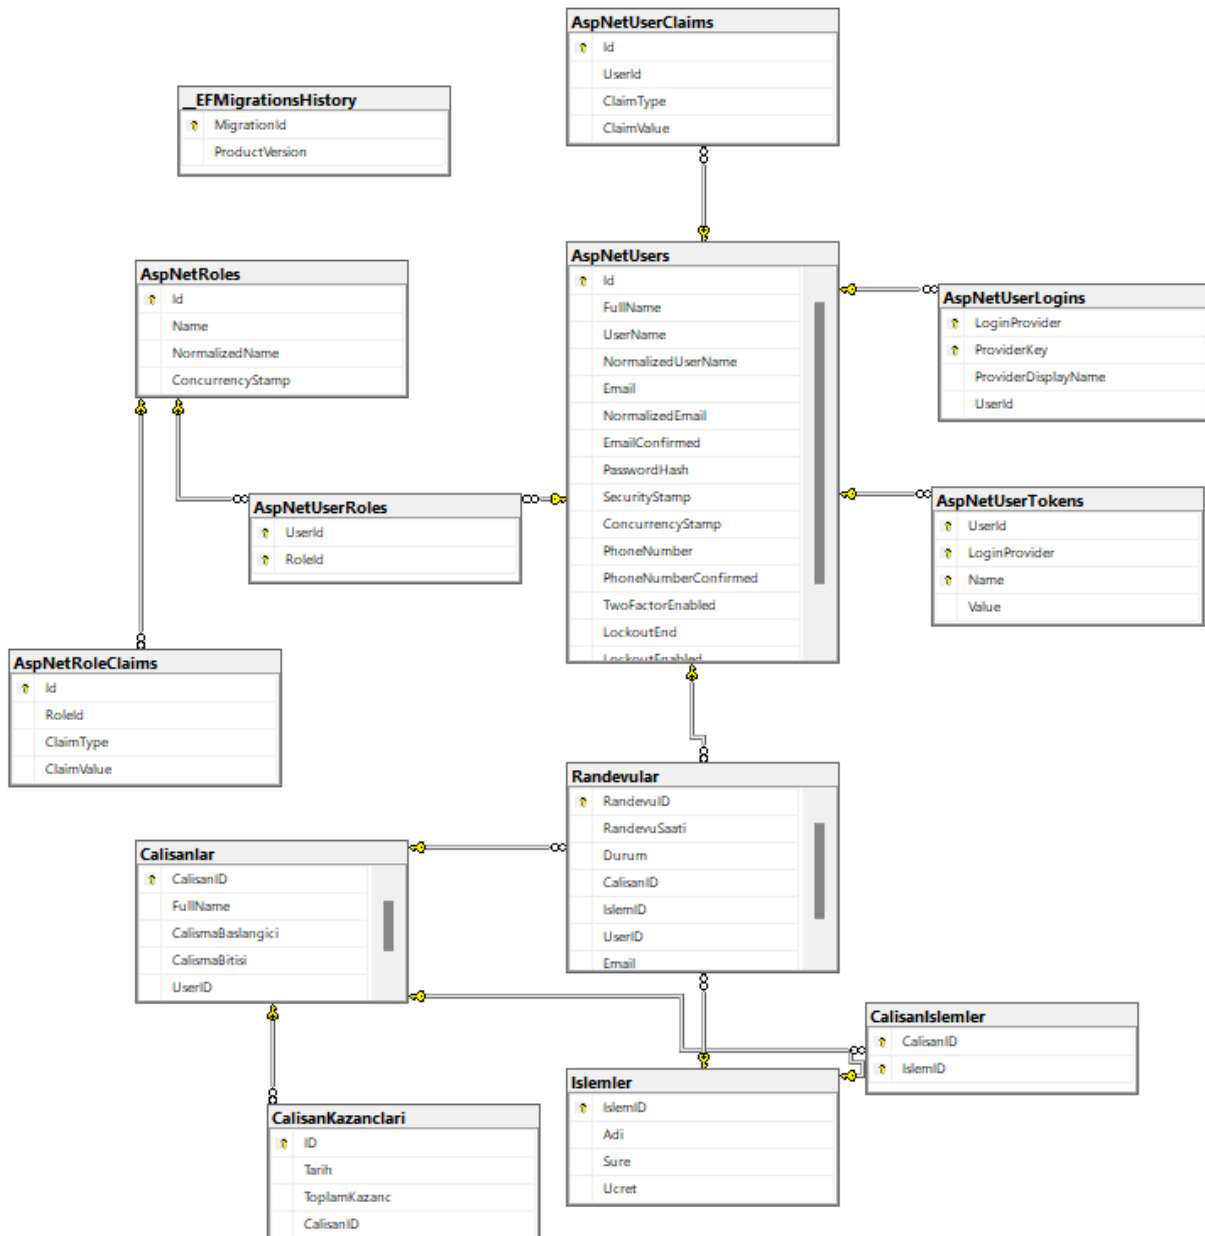 AspNetUserClaims
Id
UserId
ClaimType
ClaimValue
__EFMigrationsHistory
MigrationId
ProductVersion
AspNetRoles
Id
Name
NormalizedName
ConcurrencyStamp
AspNetUsers
Id
FullName
UserName
NormalizedUserName
Email
NormalizedEmail
EmailConfirmed
PasswordHash
SecurityStamp
ConcurrencyStamp
PhoneNumber
PhoneNumberConfirmed
TwoFactorEnabled
LockoutEnd
LockoutEnabled
AspNetUserLogins
LoginProvider
ProviderKey
ProviderDisplayName
UserId
AspNetUserRoles
UserId
RoleId
AspNetUserTokens
UserId
LoginProvider
Name
Value
AspNetRoleClaims
Id
RoleId
ClaimType
ClaimValue
Randevular
RandevuID
RandevuSaati
Durum
CalisanID
IslemID
UserID
Email
Calisanlar
CalisanID
FullName
CalismaBaslangici
CalismaBitisi
UserID
CalisanIslemler
CalisanID
IslemID
Islemler
IslemID
Adi
Sure
Ucret
CalisanKazanclari
ID
Tarih
ToplamKazanc
CalisanID